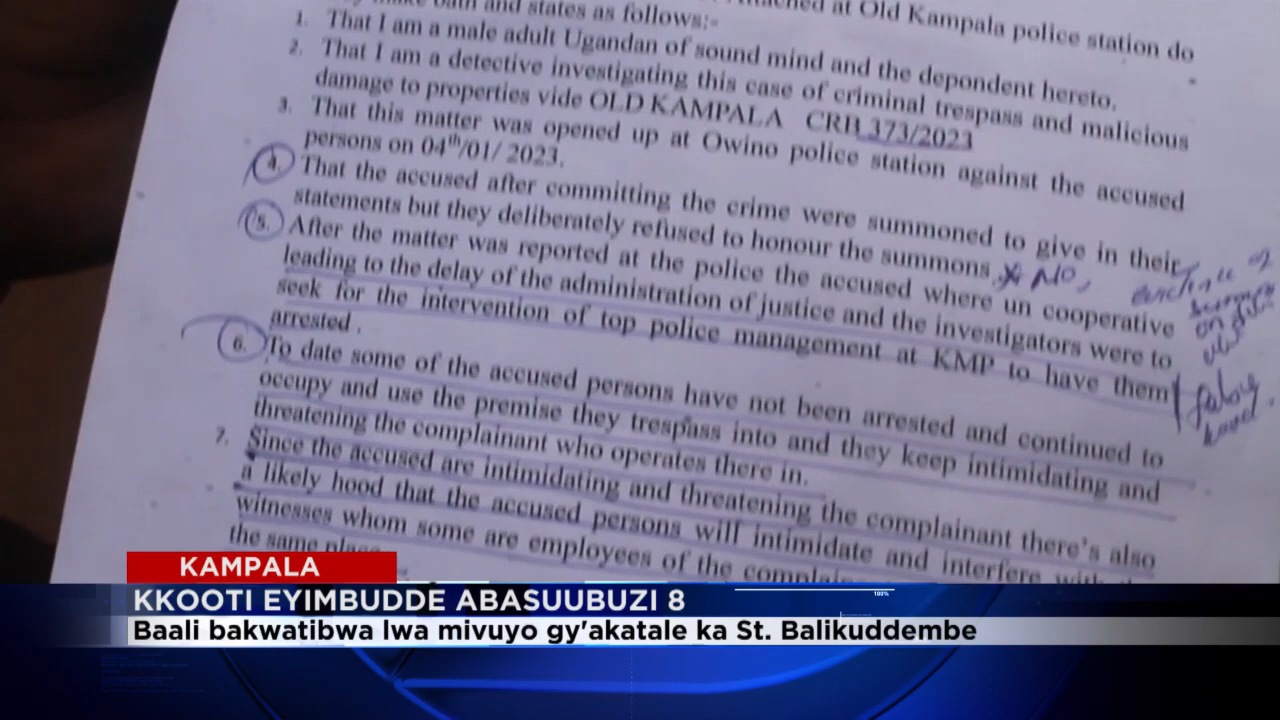 and states as follows:-
at Old Kampala police station do
1. That I am a male adult Ugandan of sound mind and the depondent hereto.
2. That I am a detective investigating this case of criminal trespass and malicious
damage to properties vide OLD KAMPALA CRB 373/2023
3. That this matter was opened up at Owino police station against the accused
persons on 04th/01/ 2023.
4. That the accused after committing the crime were summoned to give in their
statements but they deliberately refused to honour the summons. No,
5. After the matter was reported at the police the accused where un cooperative
leading to the delay of the administration of justice and the investigators were to
seek for the intervention of top police management at KMP to have them
arrested .
6. To date some of the accused persons have not been arrested and continued to
occupy and use the premise they trespass into and they keep intimidating and
threatening the complainant who operates there in.
7. Since the accused are intimidating and threatening the complainant there's also
a likely hood that the accused persons will intimidate and interfere with
witnesses whom some are employees of the
the same place
KAMPALA
KKOOTI EYIMBUDDE ABASUUBUZI 8
100%
Baali bakwatibwa lwa mivuyo gy'akatale ka St. Balikuddembe